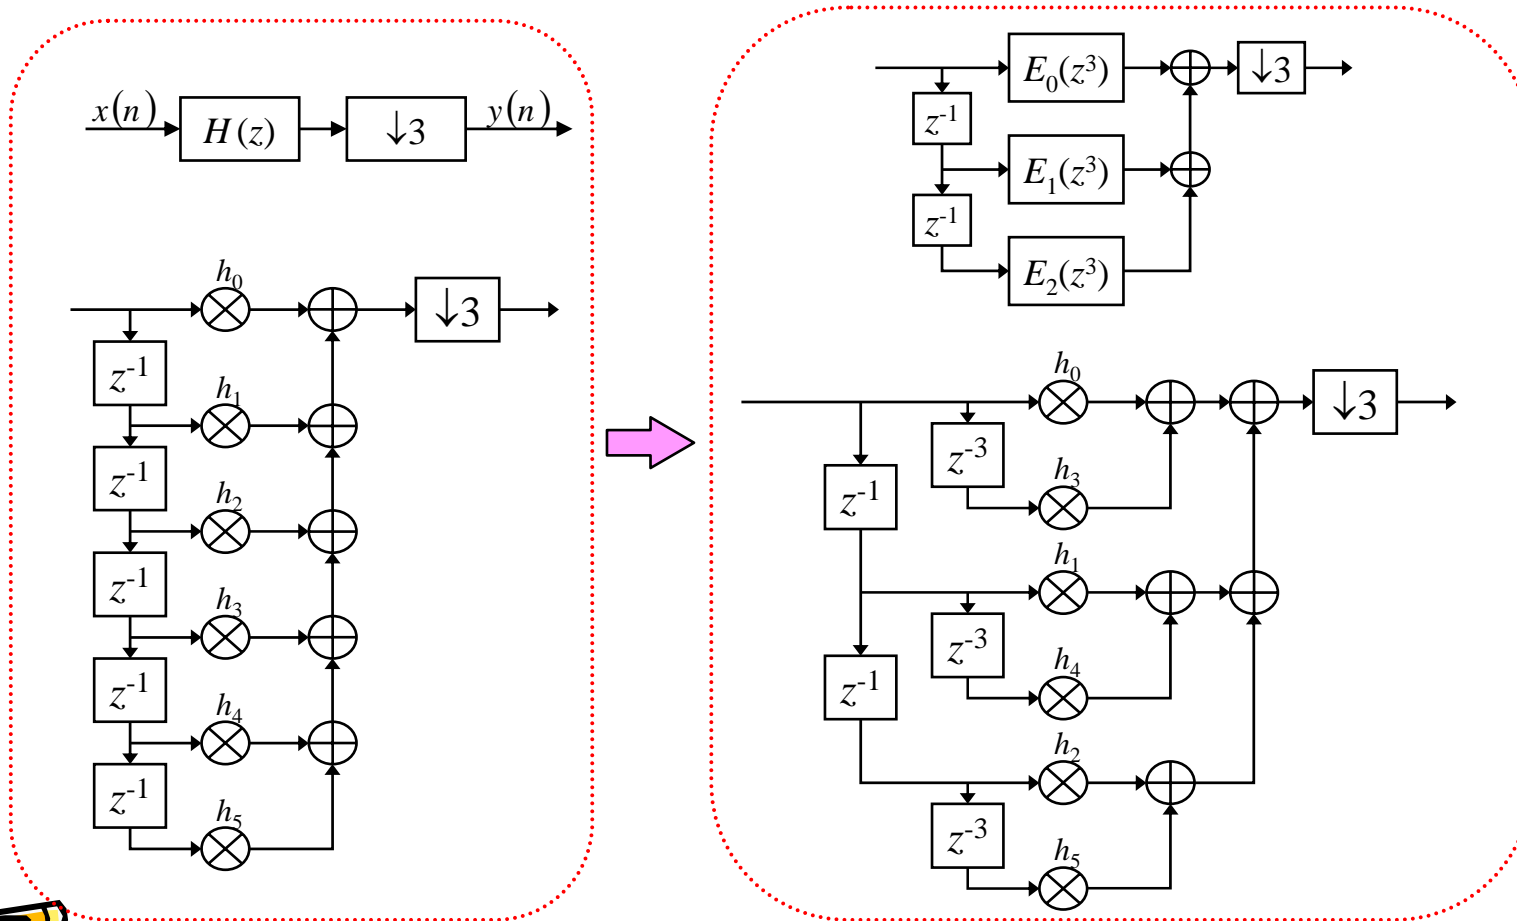 x(n)
H(z)
↓3
y(n)
h₀
↓3
z⁻¹
h₁
z⁻¹
h₂
z⁻¹
h₃
z⁻¹
h₄
z⁻¹
h₅
E₀(z³)
↓3
z⁻¹
E₁(z³)
z⁻¹
E₂(z³)
h₀
↓3
z⁻³
h₃
z⁻¹
h₁
z⁻³
h₄
z⁻¹
h₂
z⁻³
h₅